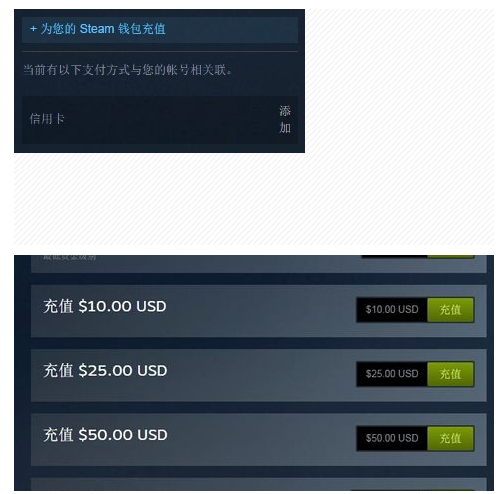 + 为您的 Steam 钱包充值
当前有以下支付方式与您的帐号相关联。
信用卡
添
加
充值 $10.00 USD
$10.00 USD 充值
充值 $25.00 USD
$25.00 USD 充值
充值 $50.00 USD
$50.00 USD 充值